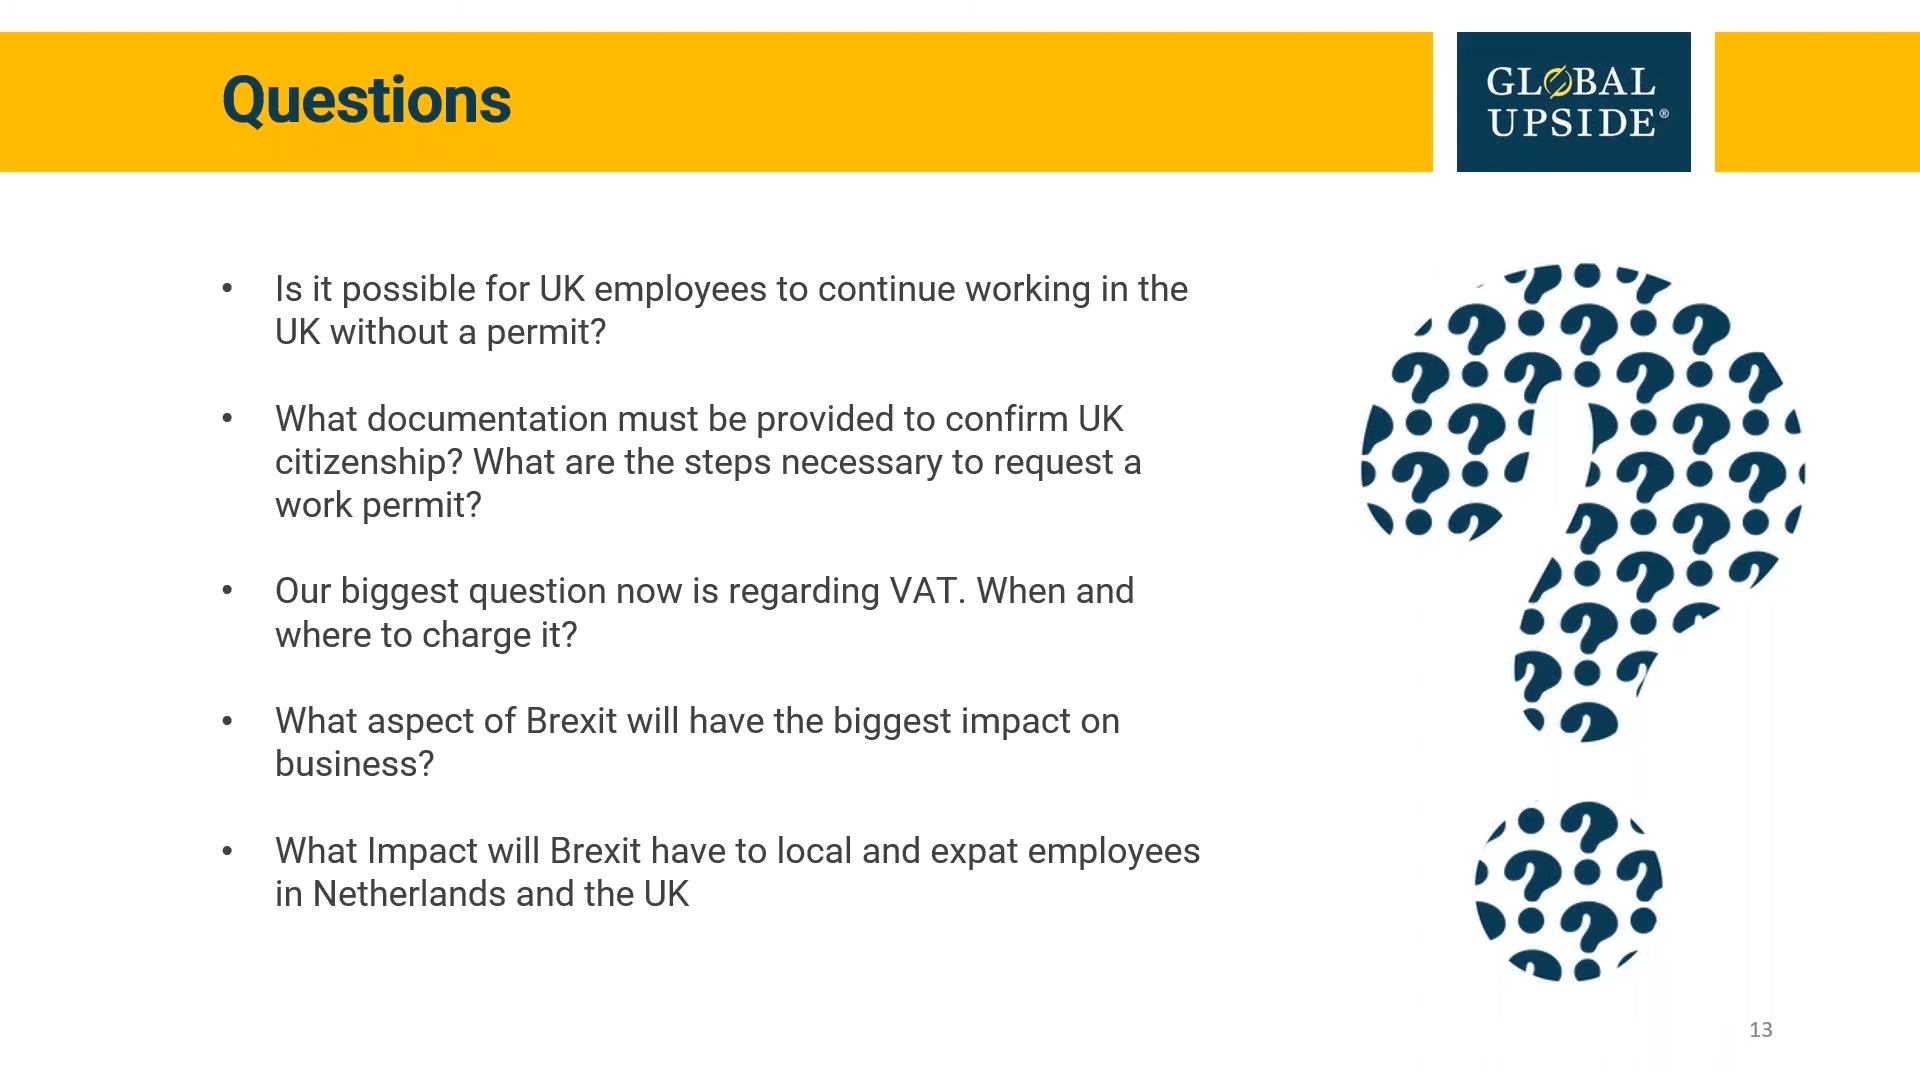 Questions
GLOBAL
UPSIDE®
• Is it possible for UK employees to continue working in the
UK without a permit?
• What documentation must be provided to confirm UK
citizenship? What are the steps necessary to request a
work permit?
• Our biggest question now is regarding VAT. When and
where to charge it?
• What aspect of Brexit will have the biggest impact on
business?
• What Impact will Brexit have to local and expat employees
in Netherlands and the UK
13